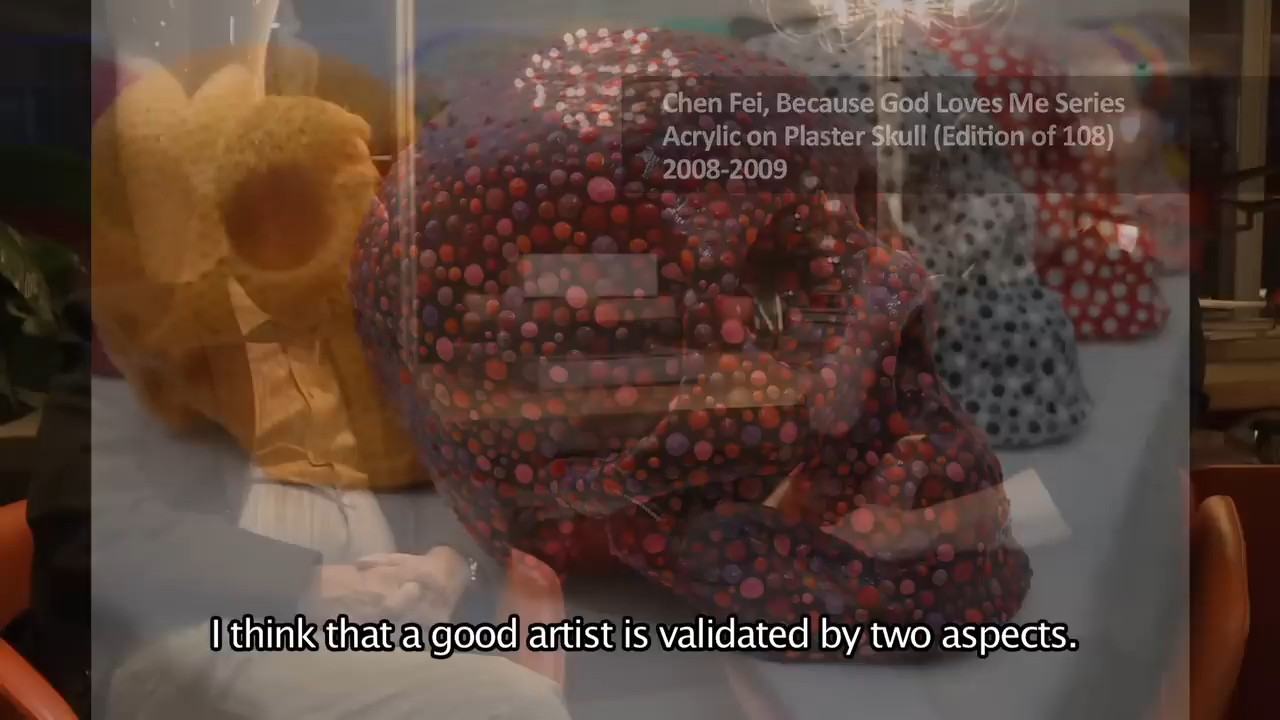 Chen Fei, Because God Loves Me Series
Acrylic on Plaster Skull (Edition of 108)
2008-2009
I think that a good artist is validated by two aspects.